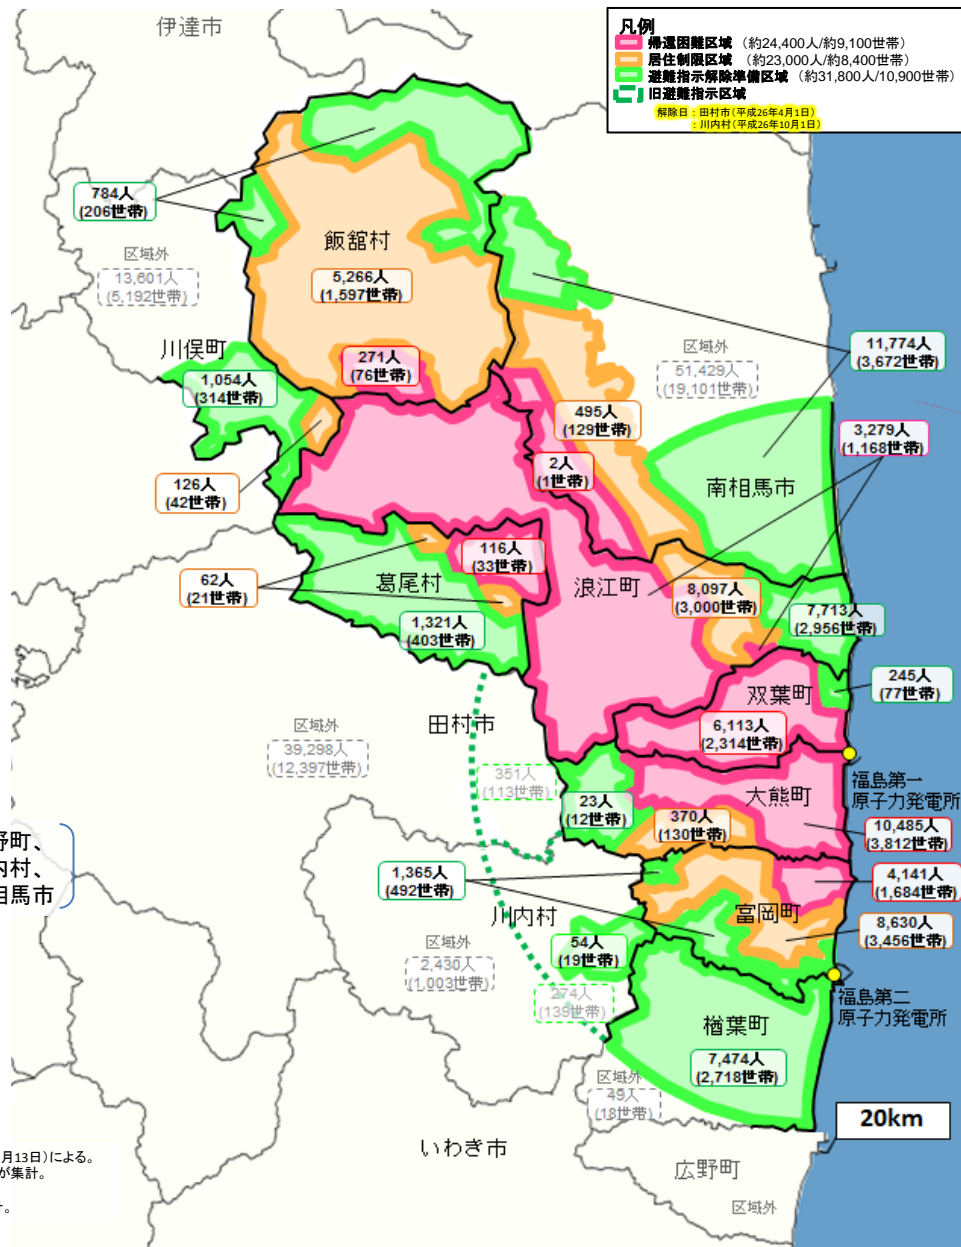 伊達市
凡例
帰還困難区域 (約24,400人/約9,100世帯)
居住制限区域 (約23,000人/約8,400世帯)
避難指示解除準備区域 (約31,800人/10,900世帯)
旧避難指示区域
解除日:田村市(平成26年4月1日)
:川内村(平成26年10月1日)
784人
(206世帯)
飯舘村
区域外
13,601人
(5,192世帯)
5,266人
(1,597世帯)
川俣町
271人
(76世帯)
区域外
51,429人
(19,101世帯)
11,774人
(3,672世帯)
1,054人
(314世帯)
495人
(129世帯)
3,279人
(1,168世帯)
2人
(1世帯)
南相馬市
126人
(42世帯)
116人
(33世帯)
62人
(21世帯)
葛尾村
浪江町
8,097人
(3,000世帯)
7,713人
(2,956世帯)
1,321人
(403世帯)
245人
(77世帯)
双葉町
田村市
区域外
39,298人
(12,397世帯)
6,113人
(2,314世帯)
351人
(113世帯)
福島第一
原子力発電所
大熊町
23人
(12世帯)
370人
(130世帯)
10,485人
(3,812世帯)
野町、
内村、
相馬市
1,365人
(492世帯)
4,141人
(1,684世帯)
川内村
富岡町
8,630人
(3,456世帯)
区域外
2,430人
(1,003世帯)
54人
(19世帯)
274人
(139世帯)
福島第二
原子力発電所
楢葉町
7,474人
(2,718世帯)
区域外
49人
(18世帯)
20km
いわき市
月13日)による。
が集計。
広野町
区域外